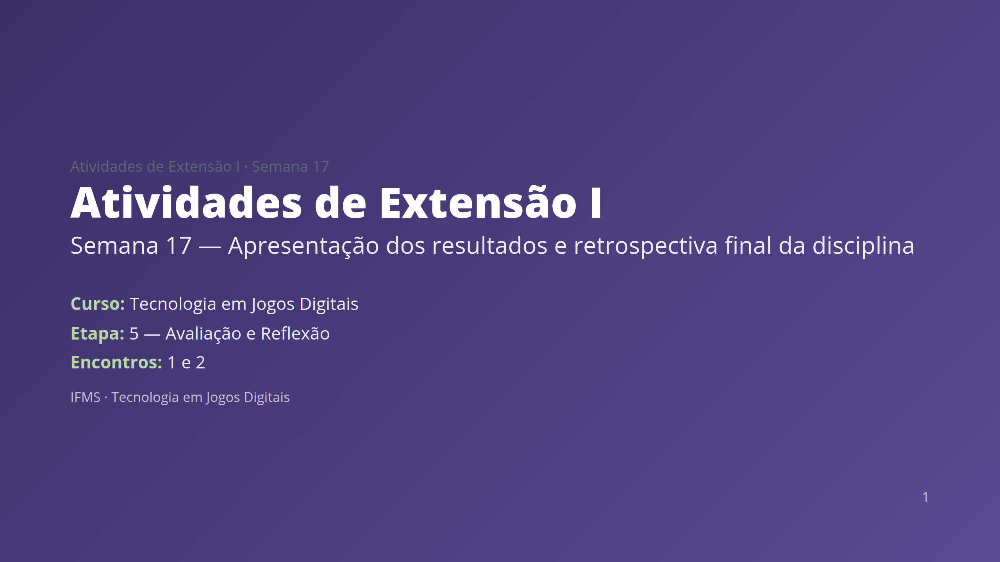 Atividades de Extensão I · Semana 17
Atividades de Extensão I
Semana 17 — Apresentação dos resultados e retrospectiva final da disciplina
Curso: Tecnologia em Jogos Digitais
Etapa: 5 — Avaliação e Reflexão
Encontros: 1 e 2
IFMS · Tecnologia em Jogos Digitais
1